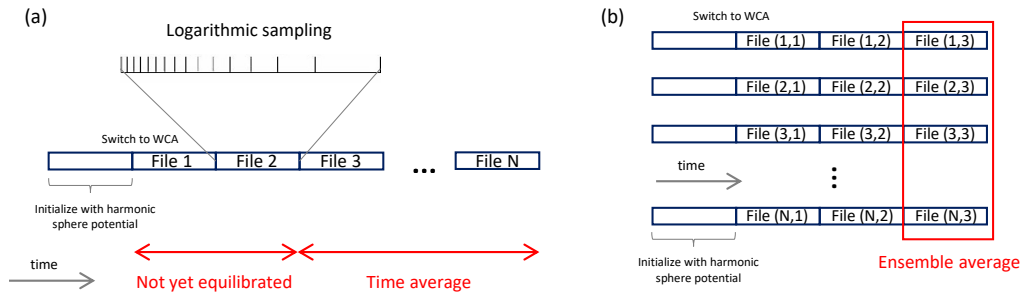 (a)
Logarithmic sampling
Switch to WCA
File 1
File 2
File 3
...
File N
Initialize with harmonic
sphere potential
Not yet equilibrated
Time average
time
(b)
Switch to WCA
File (1,1)
File (1,2)
File (1,3)
File (2,1)
File (2,2)
File (2,3)
File (3,1)
File (3,2)
File (3,3)
time
⋮
File (N,1)
File (N,2)
File (N,3)
Initialize with harmonic
sphere potential
Ensemble average